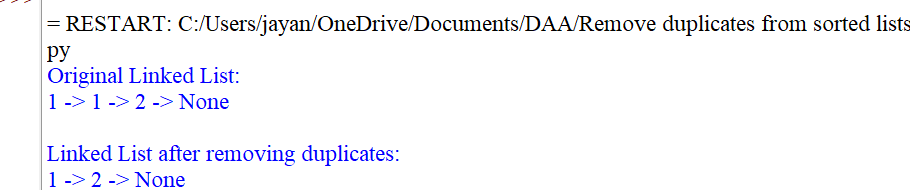 >>>
= RESTART: C:/Users/jayan/OneDrive/Documents/DAA/Remove duplicates from sorted lists
py
Original Linked List:
1 -> 1 -> 2 -> None
Linked List after removing duplicates:
1 -> 2 -> None